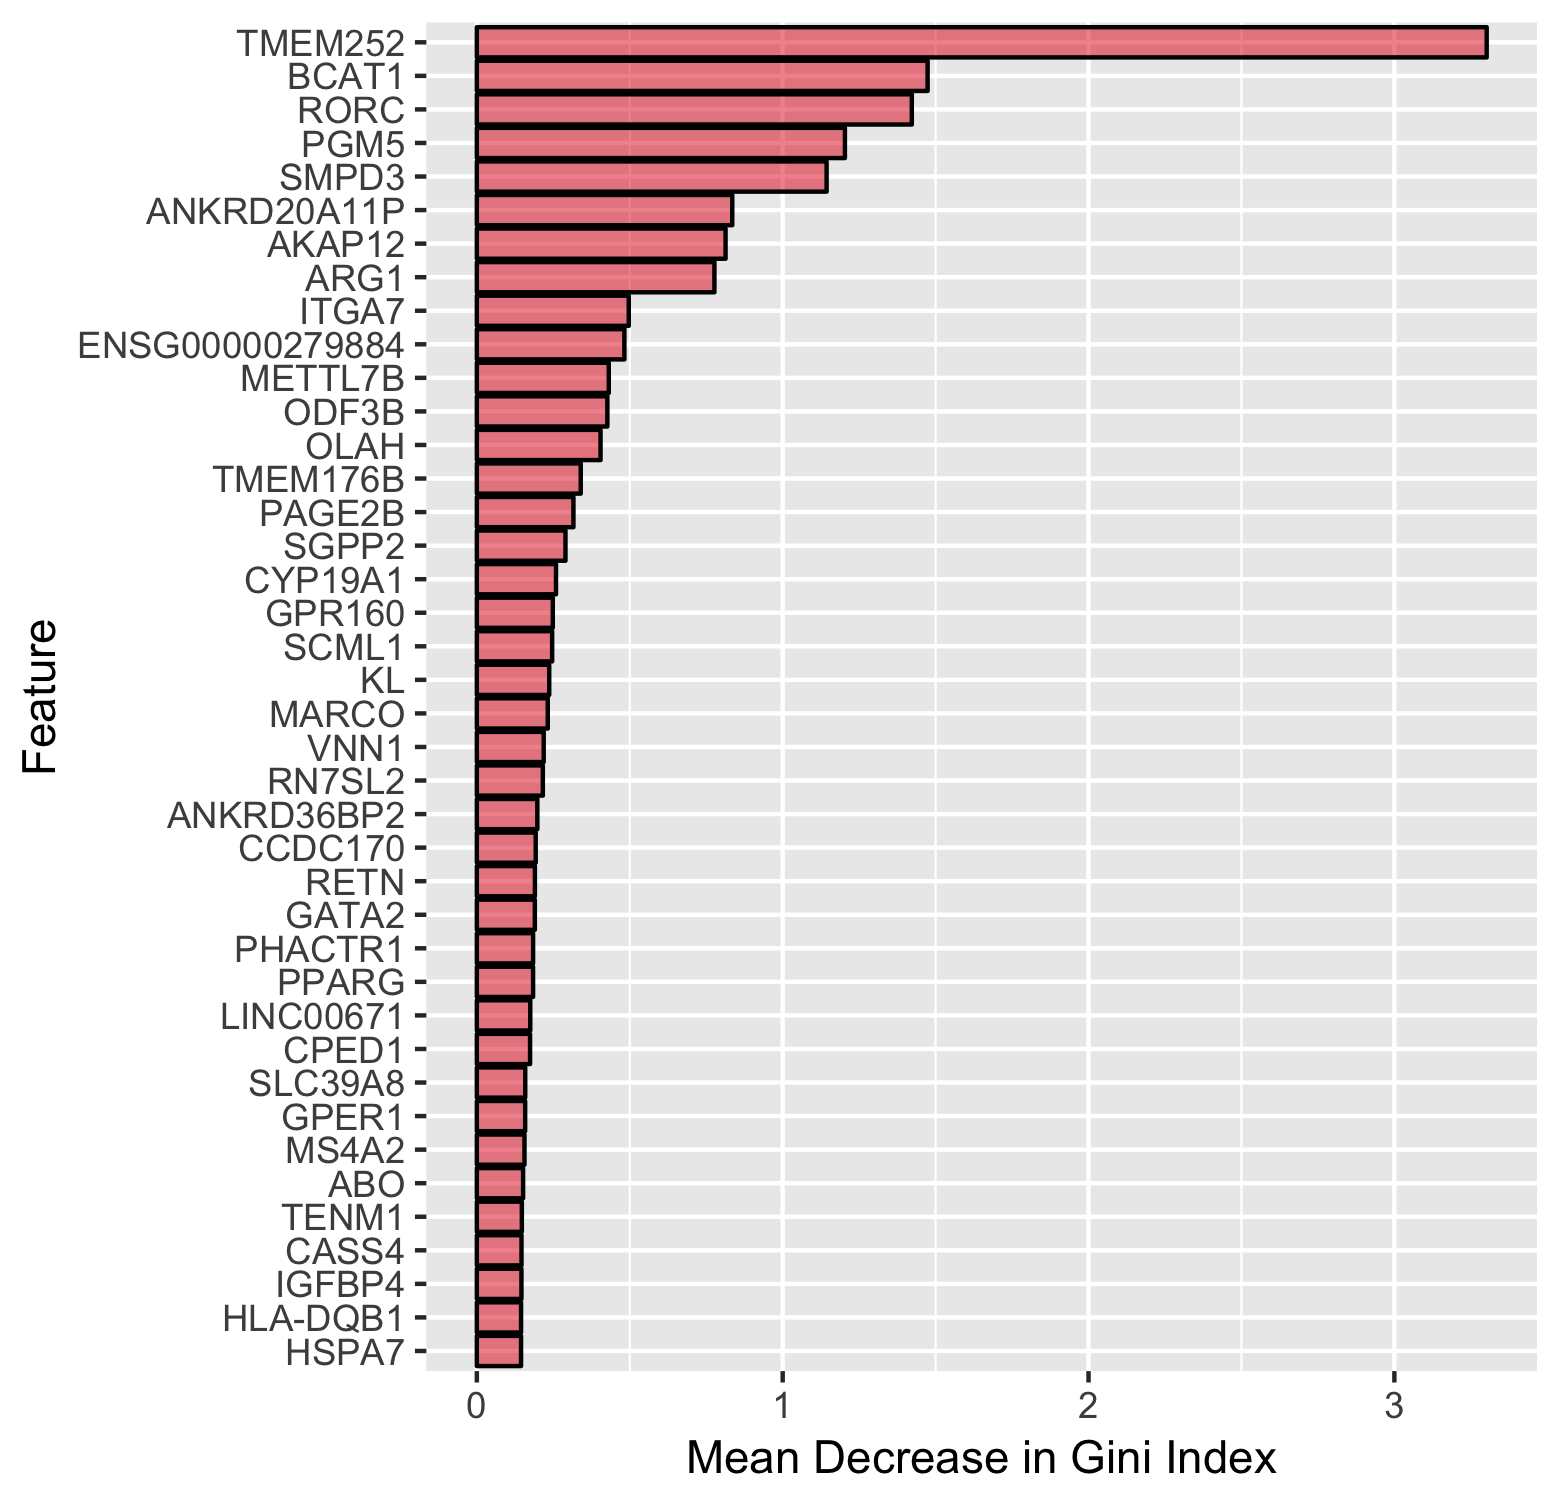 TMEM252
BCAT1
RORC
PGM5
SMPD3
ANKRD20A11P
AKAP12
ARG1
ITGA7
ENSG00000279884
METTL7B
ODF3B
OLAH
TMEM176B
PAGE2B
SGPP2
CYP19A1
GPR160
SCML1
KL
MARCO
VNN1
RN7SL2
ANKRD36BP2
CCDC170
RETN
GATA2
PHACTR1
PPARG
LINC00671
CPED1
SLC39A8
GPER1
MS4A2
ABO
TENM1
CASS4
IGFBP4
HLA-DQB1
HSPA7
Feature
0 1 2 3
Mean Decrease in Gini Index